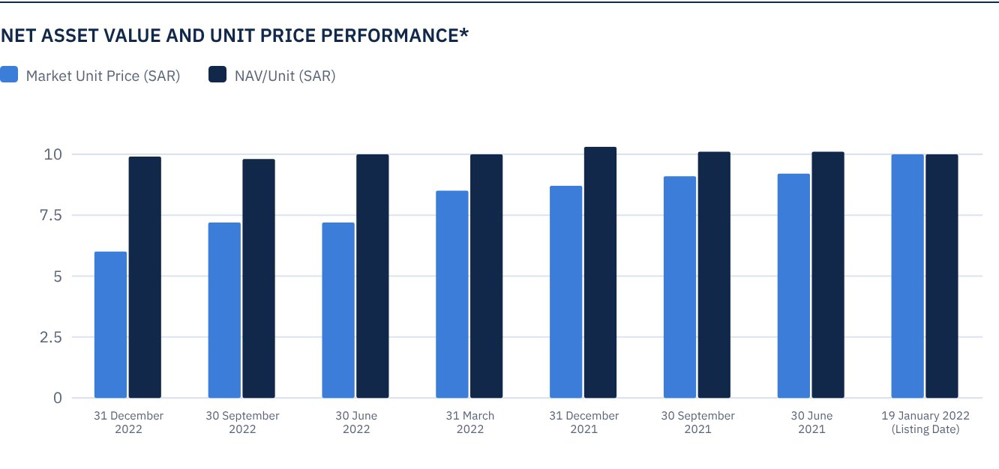 NET ASSET VALUE AND UNIT PRICE PERFORMANCE*
Market Unit Price (SAR) NAV/Unit (SAR)
10
7.5
5
2.5
0
31 December 30 September 30 June 31 March 31 December 30 September 30 June 19 January 2022
2022 2022 2022 2022 2021 2021 2021 (Listing Date)